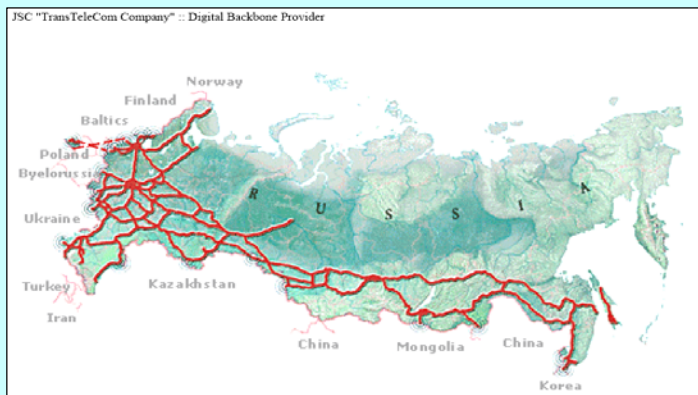 JSC "TransTeleCom Company" :: Digital Backbone Provider
Norway
Finland
Baltics
Poland
Byelorussia
RUSSIA
Ukraine
Turkey
Kazakhstan
Iran
China
Mongolia
China
Korea